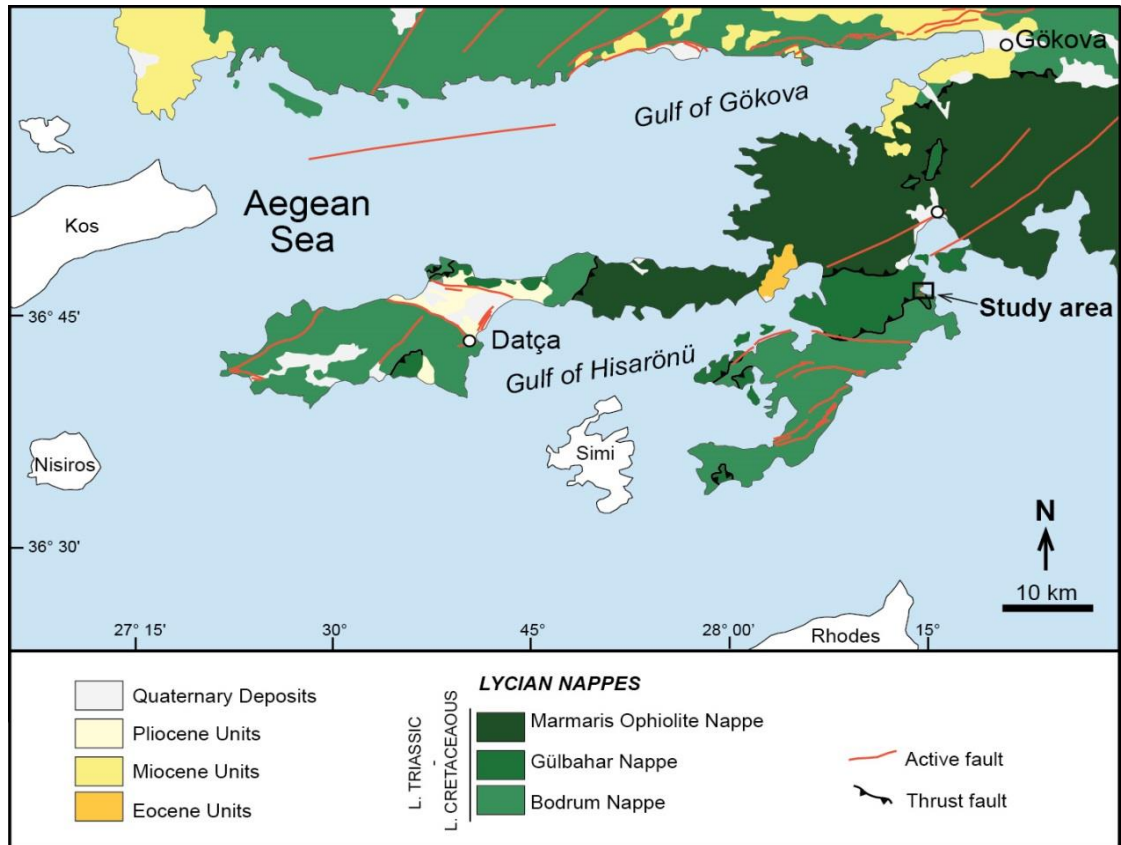 Gökova
Gulf of Gökova
Aegean
Sea
Kos
36° 45'
Study area
Datça
Gulf of Hisarönü
Nisiros
Simi
N
36° 30'
10 km
27° 15'
30°
45°
28° 00'
Rhodes
15°
LYCIAN NAPPES
Quaternary Deposits
Pliocene Units
Miocene Units
Eocene Units
L. TRIASSIC
-
L. CRETACEAOUS
Marmaris Ophiolite Nappe
Gülbahar Nappe
Bodrum Nappe
Active fault
Thrust fault